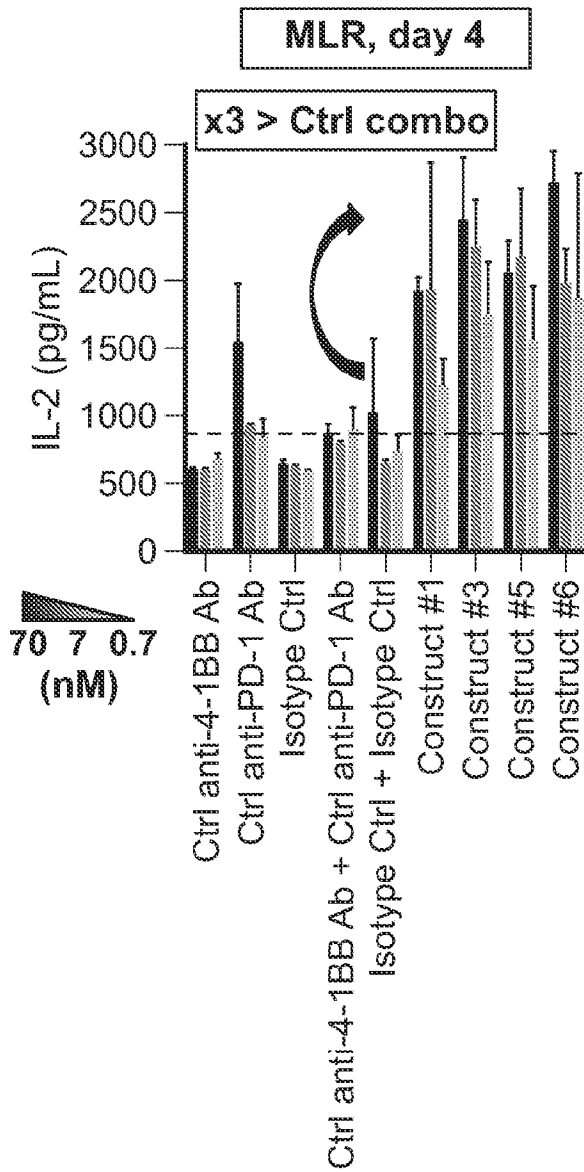 MLR, day 4
x3 > Ctrl combo
3000
2500
2000
1500
1000
500
0
IL-2 (pg/mL)
70 7 0.7
(nM)
Ctrl anti-4-1BB Ab
Ctrl anti-PD-1 Ab
Isotype Ctrl
Ctrl anti-4-1BB Ab + Ctrl anti-PD-1 Ab
Isotype Ctrl + Isotype Ctrl
Construct #1
Construct #3
Construct #5
Construct #6